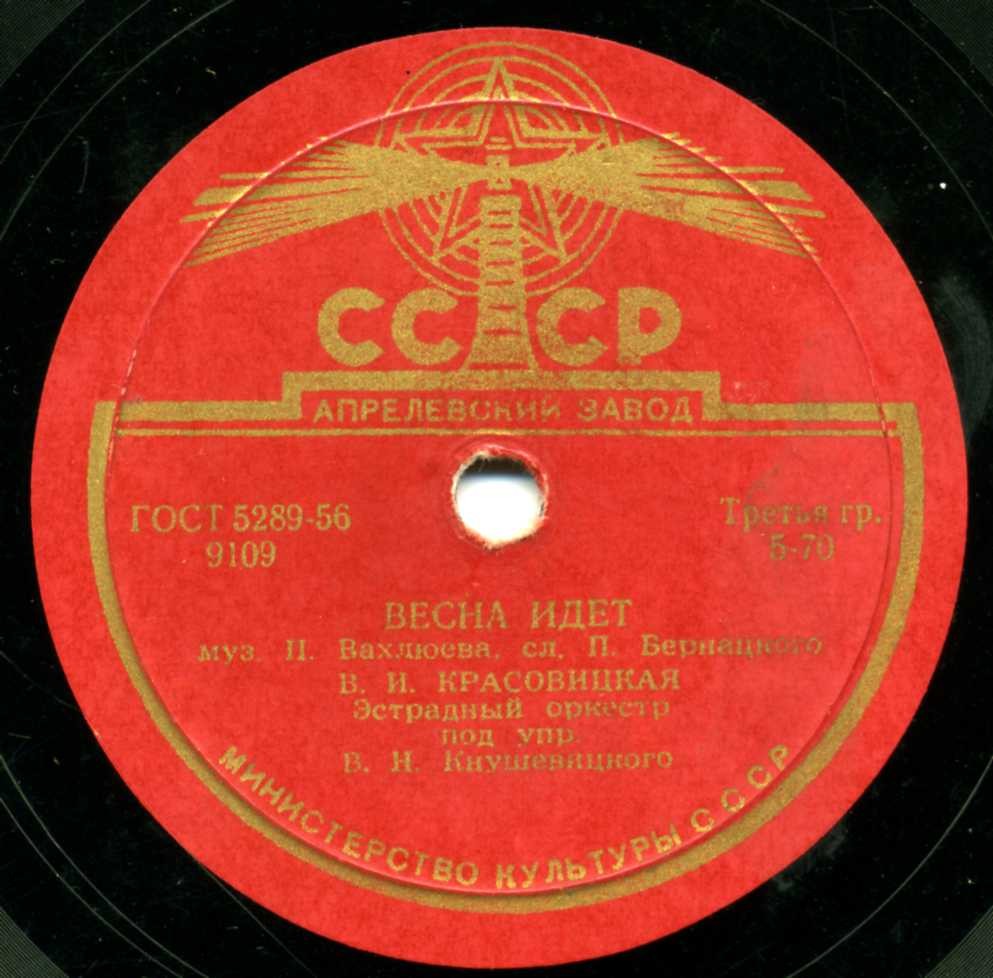 СССР
АПРЕЛЕВСКИЙ ЗАВОД
ГОСТ 5289-56
9109
Третья гр.
5-70
ВЕСНА ИДЕТ
муз. Н. Вахлюева, сл. П. Бернацкого
В. И. КРАСОВИЦКАЯ
Эстрадный оркестр
под упр.
В. Н. Кнушевицкого
МИНИСТЕРСТВО КУЛЬТУРЫ СССР